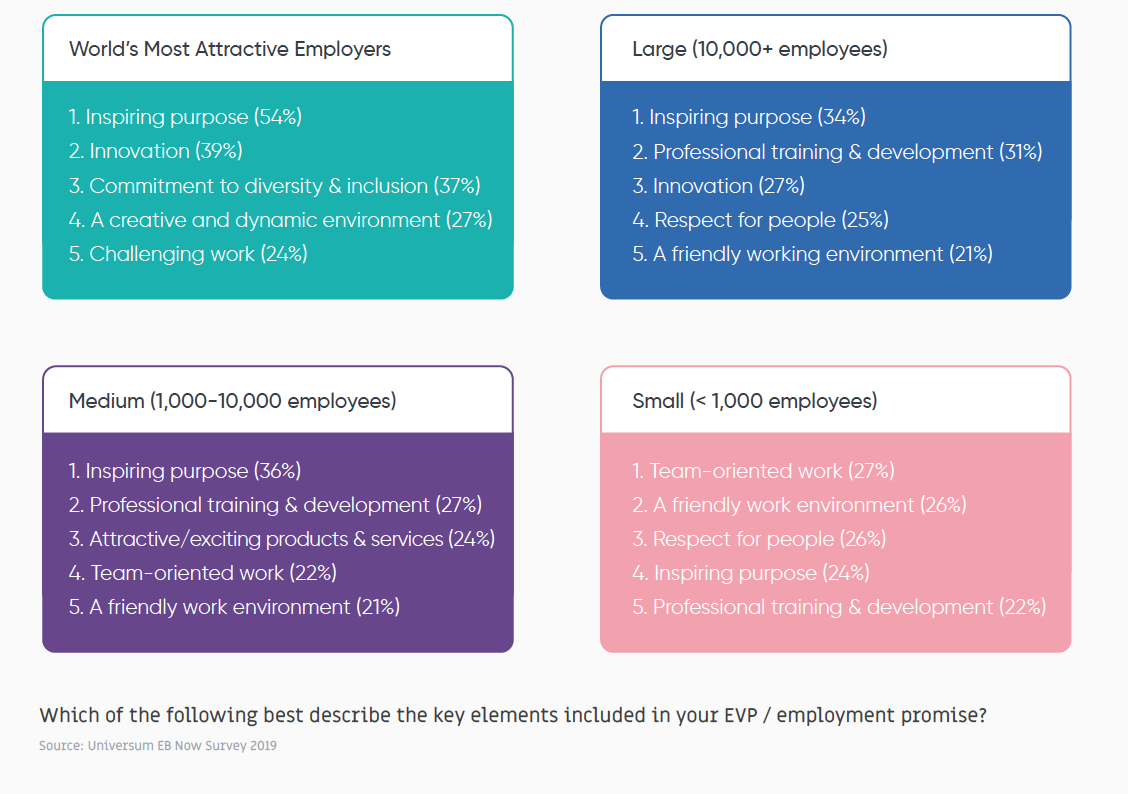 World's Most Attractive Employers
1. Inspiring purpose (54%)
2. Innovation (39%)
3. Commitment to diversity & inclusion (37%)
4. A creative and dynamic environment (27%)
5. Challenging work (24%)
Large (10,000+ employees)
1. Inspiring purpose (34%)
2. Professional training & development (31%)
3. Innovation (27%)
4. Respect for people (25%)
5. A friendly working environment (21%)
Medium (1,000-10,000 employees)
1. Inspiring purpose (36%)
2. Professional training & development (27%)
3. Attractive/exciting products & services (24%)
4. Team-oriented work (22%)
5. A friendly work environment (21%)
Small (< 1,000 employees)
1. Team-oriented work (27%)
2. A friendly work environment (26%)
3. Respect for people (26%)
4. Inspiring purpose (24%)
5. Professional training & development (22%)
Which of the following best describe the key elements included in your EVP / employment promise?
Source: Universum EB Now Survey 2019